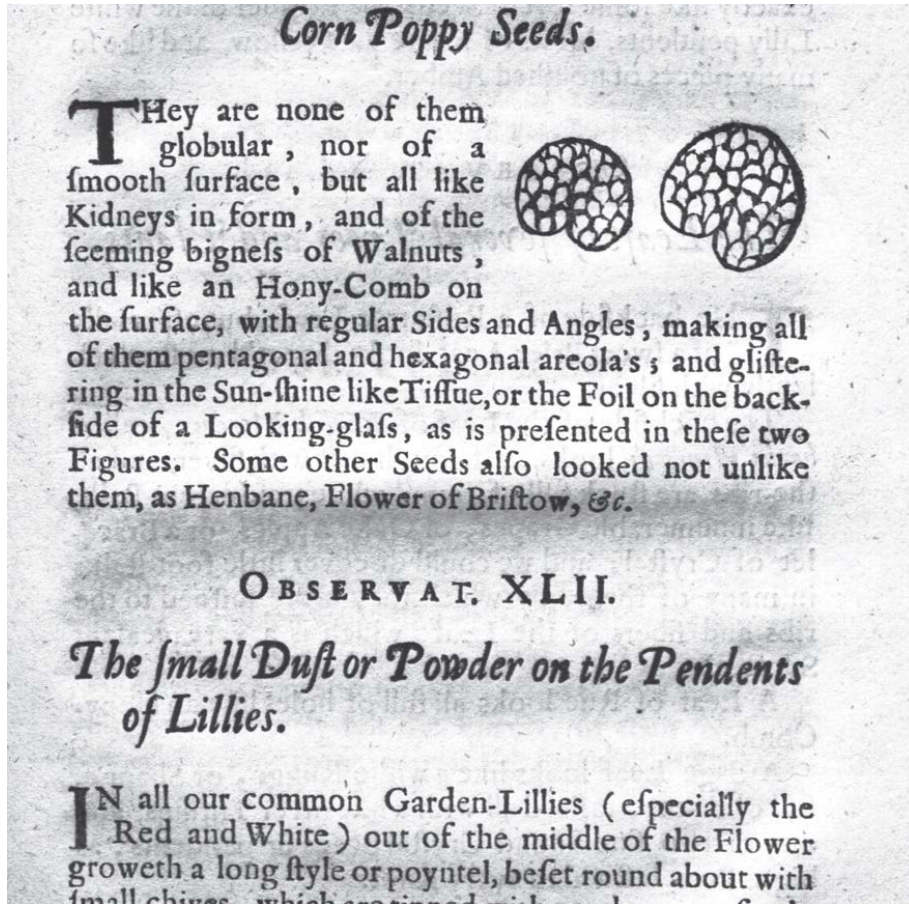 Corn Poppy Seeds.
THey are none of them
globular, nor of a
ſmooth ſurface, but all like
Kidneys in form, and of the
ſeeming bigneſs of Walnuts,
and like an Hony-Comb on
the ſurface, with regular Sides and Angles, making all
of them pentagonal and hexagonal areola's; and gliſte-
ring in the Sun-ſhine like Tiſſue, or the Foil on the back-
ſide of a Looking-glaſs, as is preſented in theſe two
Figures. Some other Seeds alſo looked not unlike
them, as Henbane, Flower of Briſtow, &c.
OBSERVAT. XLII.
The ſmall Duſt or Powder on the Pendents
of Lillies.
IN all our common Garden-Lillies (eſpecially the
Red and White) out of the middle of the Flower
groweth a long ſtyle or poyntel, beſet round about with
ſmall chives, which are tipped with